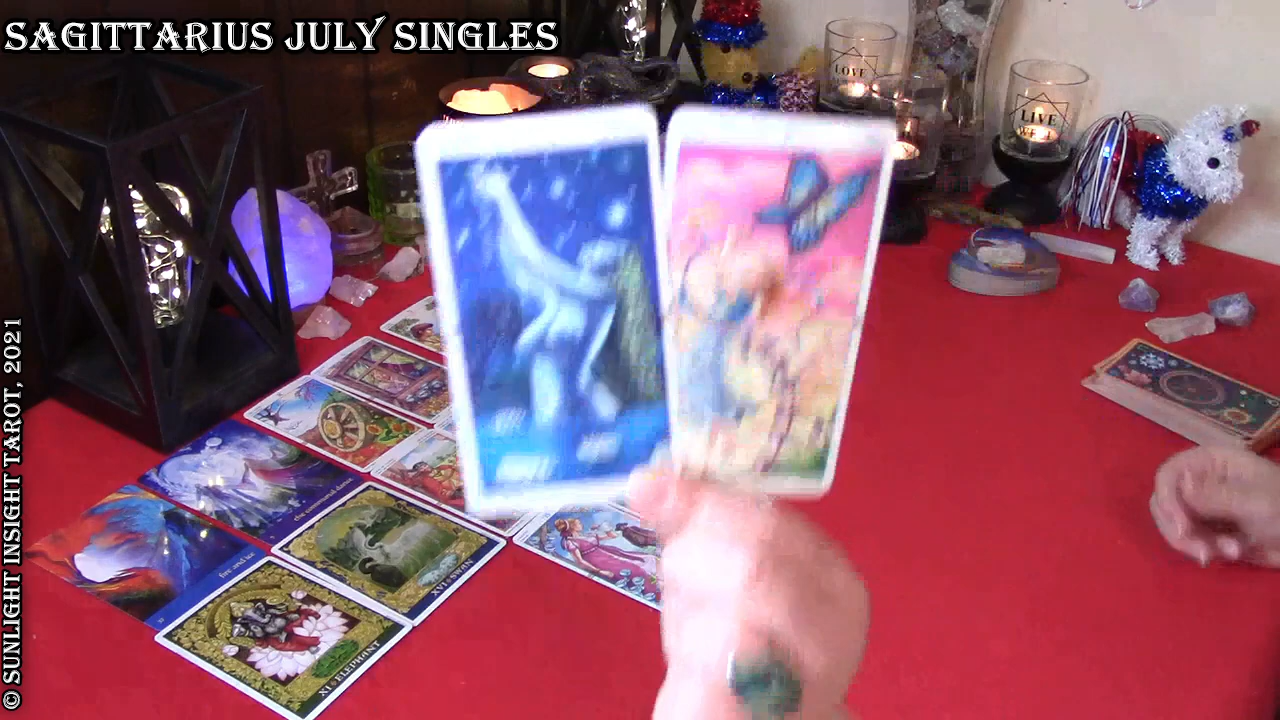 SAGITTARIUS JULY SINGLES
© SUNLIGHT INSIGHT TAROT, 2021
LOVE
LIVE
the communal dance
fire and ice
XVI • SWAN
XI • ELEPHANT